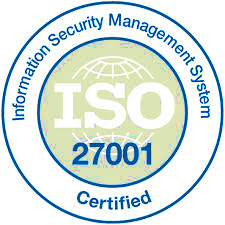 Information Security Management System
ISO
27001
Certified